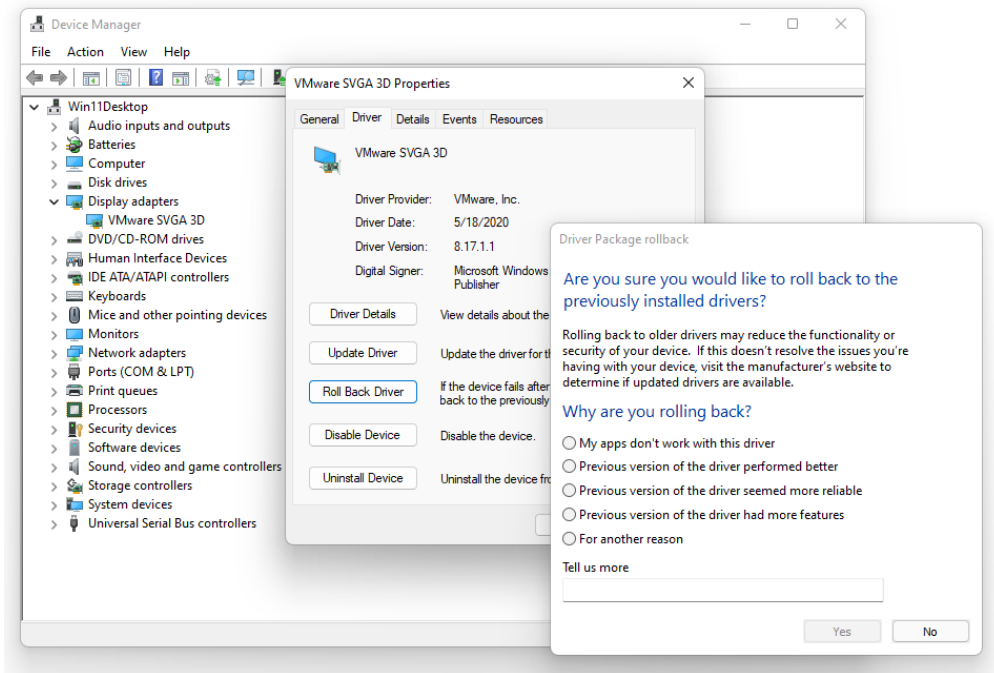 Device Manager
File Action View Help
Win11Desktop
Audio inputs and outputs
Batteries
Computer
Disk drives
Display adapters
VMware SVGA 3D
DVD/CD-ROM drives
Human Interface Devices
IDE ATA/ATAPI controllers
Keyboards
Mice and other pointing devices
Monitors
Network adapters
Ports (COM & LPT)
Print queues
Processors
Security devices
Software devices
Sound, video and game controllers
Storage controllers
System devices
Universal Serial Bus controllers
VMware SVGA 3D Properties
General Driver Details Events Resources
VMware SVGA 3D
Driver Provider: VMware, Inc.
Driver Date: 5/18/2020
Driver Version: 8.17.1.1
Digital Signer: Microsoft Windows
Publisher
Driver Details View details about the
Update Driver Update the driver for th
Roll Back Driver If the device fails after
back to the previously
Disable Device Disable the device.
Uninstall Device Uninstall the device fro
Driver Package rollback
Are you sure you would like to roll back to the
previously installed drivers?
Rolling back to older drivers may reduce the functionality or
security of your device. If this doesn't resolve the issues you're
having with your device, visit the manufacturer's website to
determine if updated drivers are available.
Why are you rolling back?
My apps don't work with this driver
Previous version of the driver performed better
Previous version of the driver seemed more reliable
Previous version of the driver had more features
For another reason
Tell us more
Yes No